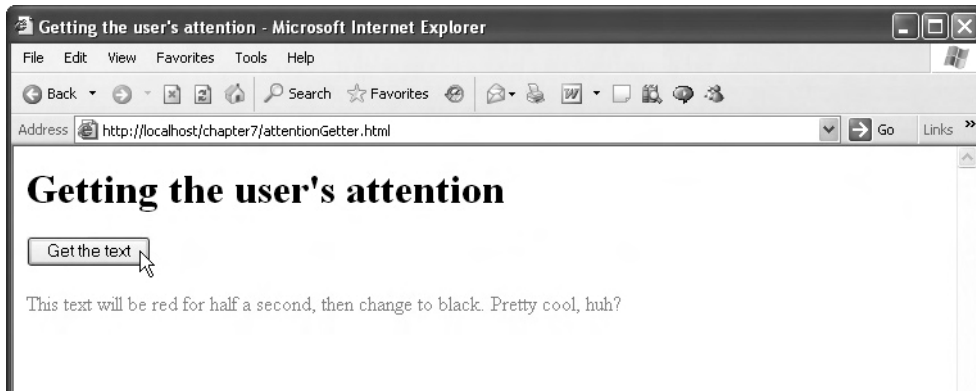 Getting the user's attention - Microsoft Internet Explorer
File Edit View Favorites Tools Help
Back Search Favorites
Address http://localhost/chapter7/attentionGetter.html Go Links »
Getting the user's attention
Get the text
This text will be red for half a second, then change to black. Pretty cool, huh?